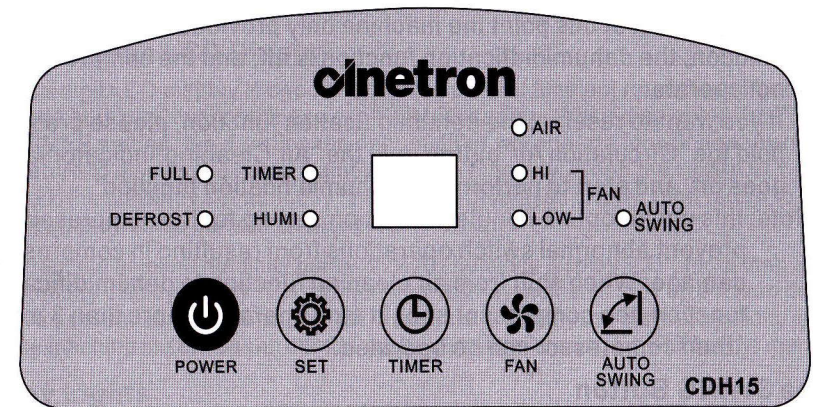 cinetron
AIR
FULL TIMER HI
FAN
DEFROST HUMI LOW AUTO SWING
POWER SET TIMER FAN AUTO SWING
CDH15